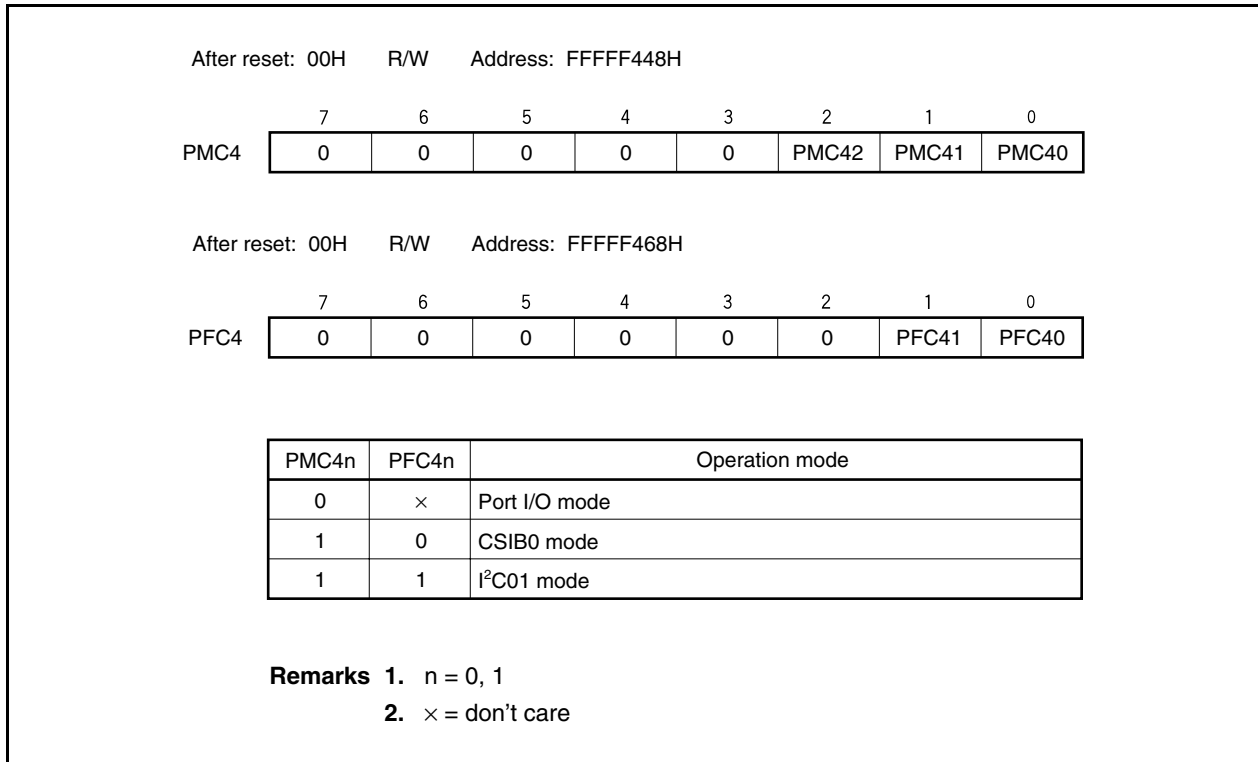 After reset: 00H R/W Address: FFFFF448H
7 6 5 4 3 2 1 0
PMC4 0 0 0 0 0 PMC42 PMC41 PMC40
After reset: 00H R/W Address: FFFFF468H
7 6 5 4 3 2 1 0
PFC4 0 0 0 0 0 0 PFC41 PFC40
PMC4n PFC4n Operation mode
0 × Port I/O mode
1 0 CSIB0 mode
1 1 I²C01 mode
Remarks 1. n = 0, 1
2. × = don't care